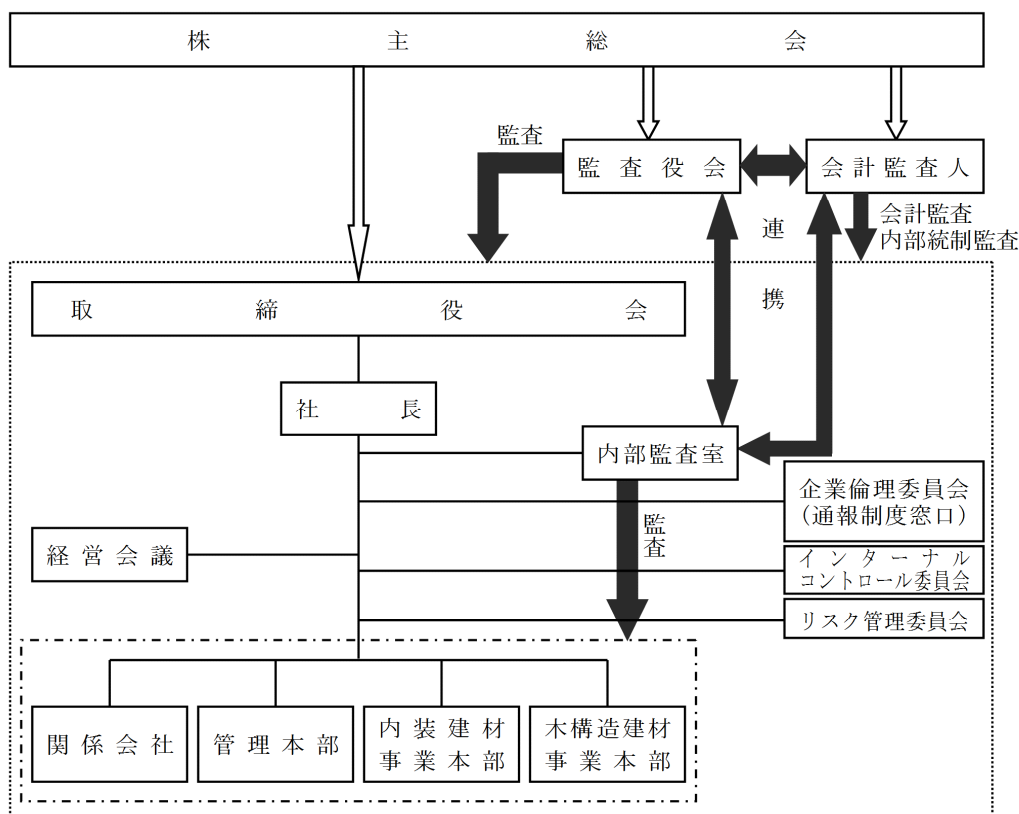 株主総会
監査
監査役会
会計監査人
会計監査
内部統制監査
連携
取締役会
社長
内部監査室
企業倫理委員会
（通報制度窓口）
監査
経営会議
インターナル
コントロール委員会
リスク管理委員会
関係会社
管理本部
内装建材
事業本部
木構造建材
事業本部